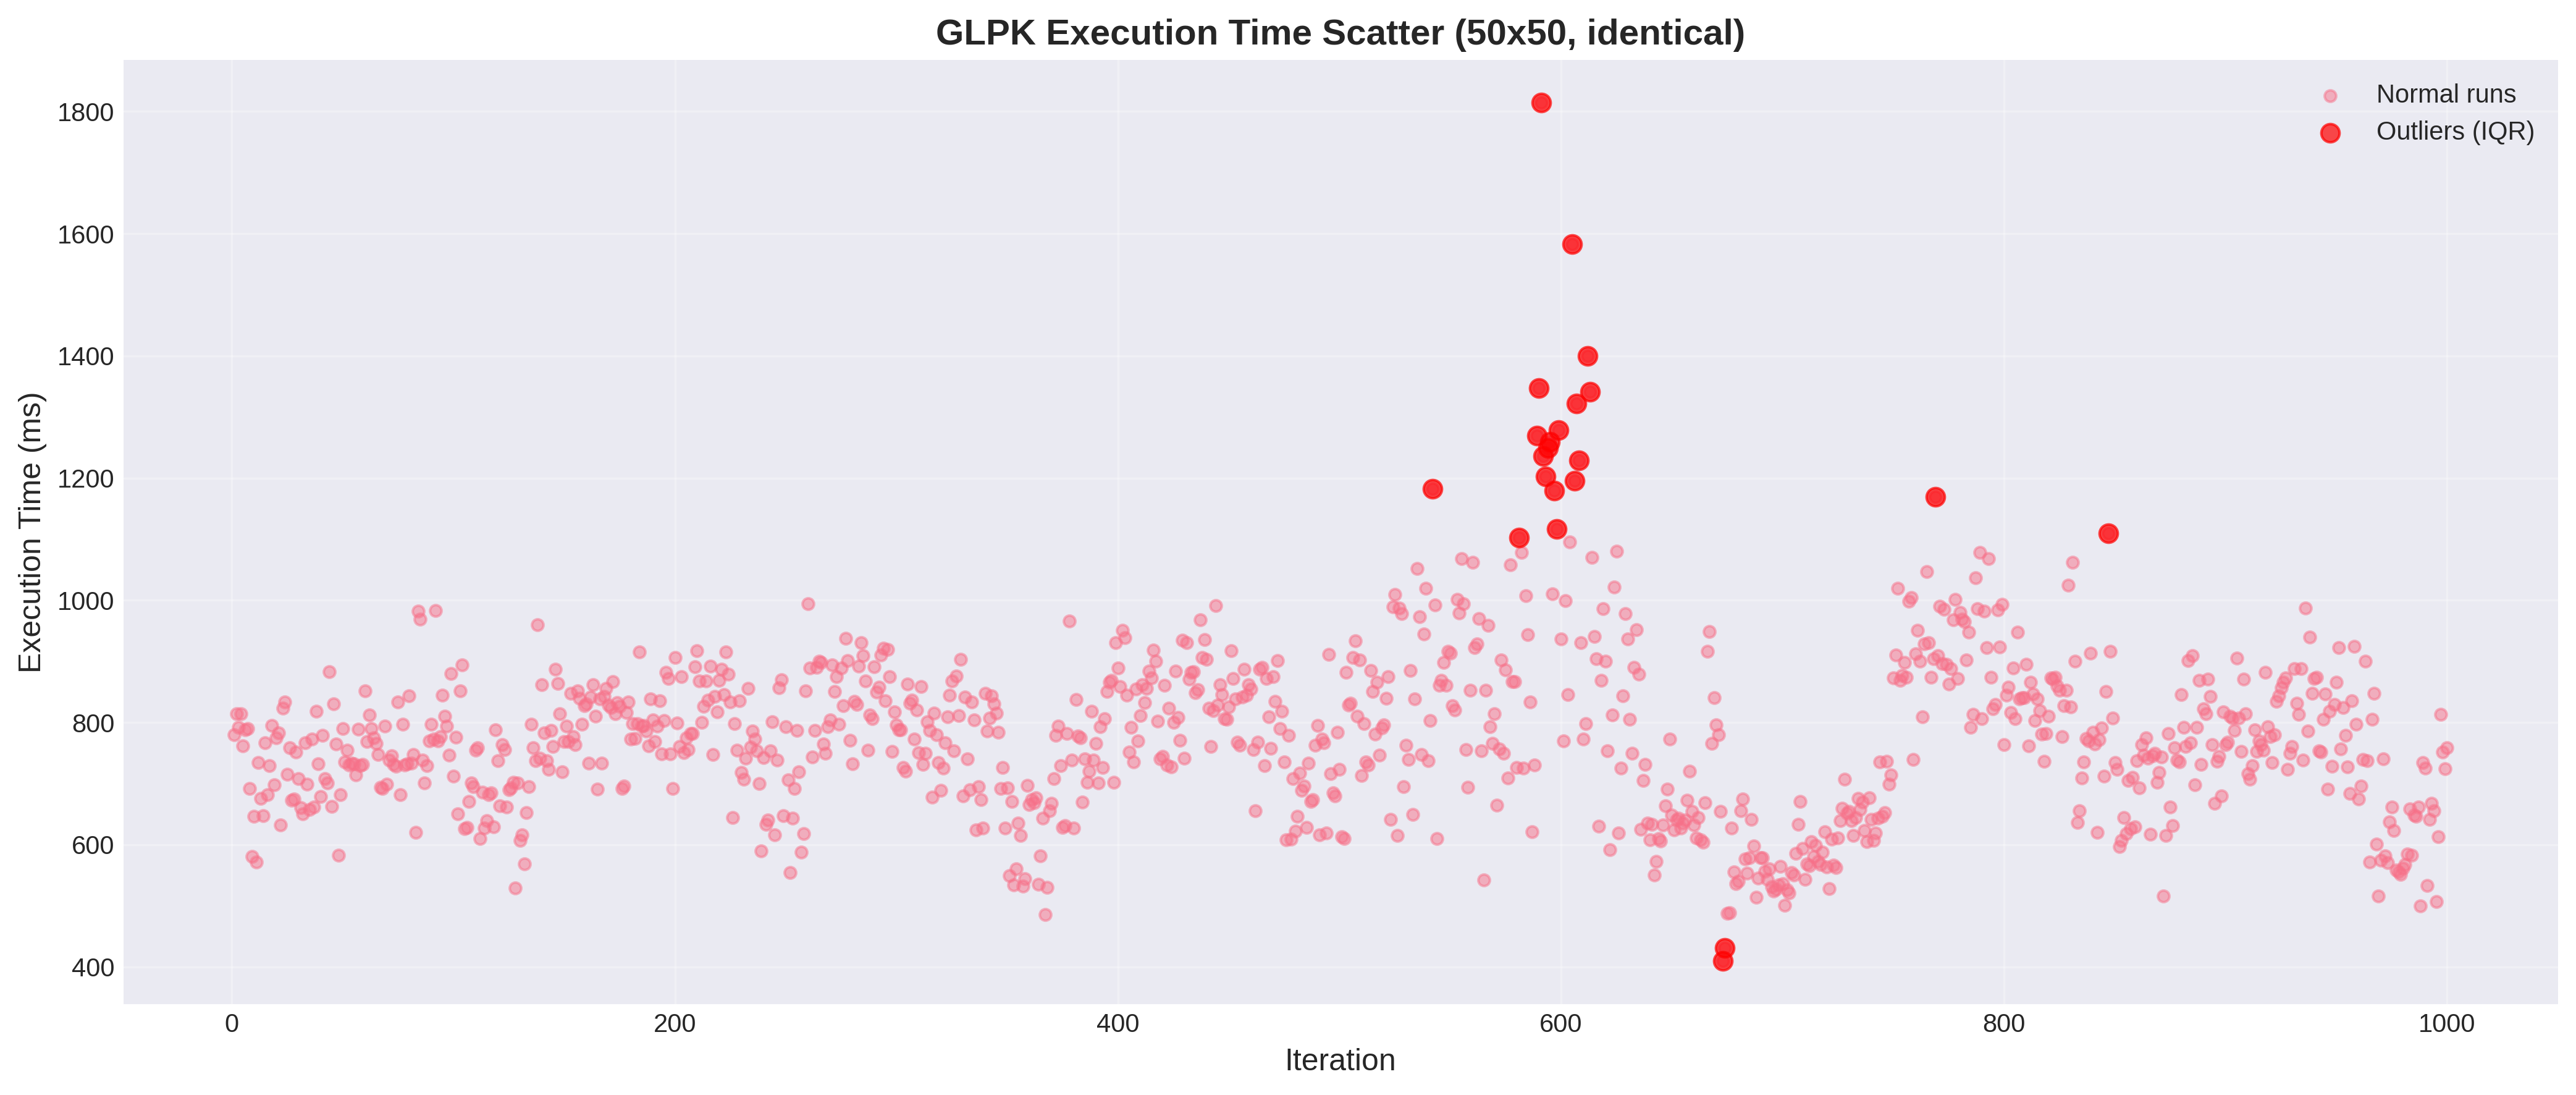 GLPK Execution Time Scatter (50x50, identical)
Normal runs
Outliers (IQR)
Execution Time (ms)
1800
1600
1400
1200
1000
800
600
400
0 200 400 600 800 1000
Iteration